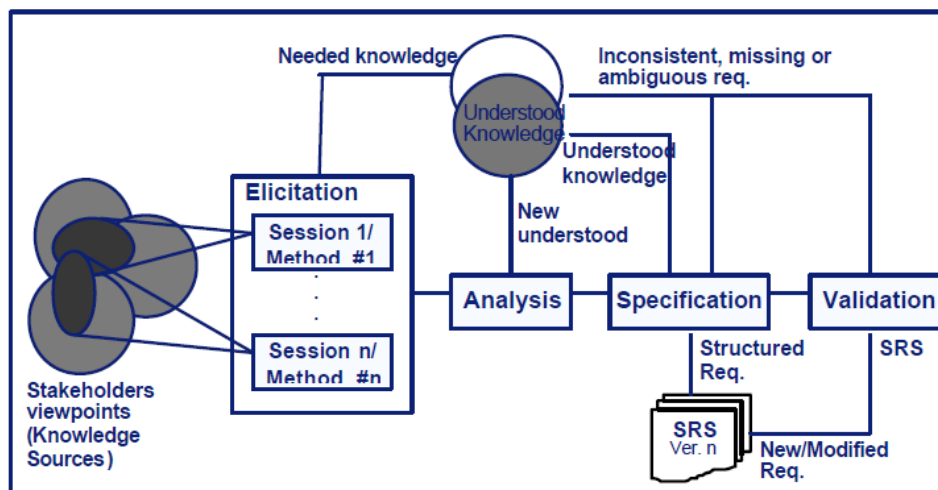 Needed knowledge
Inconsistent, missing or
ambiguous req.
Understood
Knowledge
Understood
knowledge
Elicitation
Session 1/
Method #1
.
.
.
Session n/
Method #n
New
understood
Analysis
Specification
Validation
Structured
Req.
SRS
Stakeholders
viewpoints
(Knowledge
Sources)
SRS
Ver. n
New/Modified
Req.